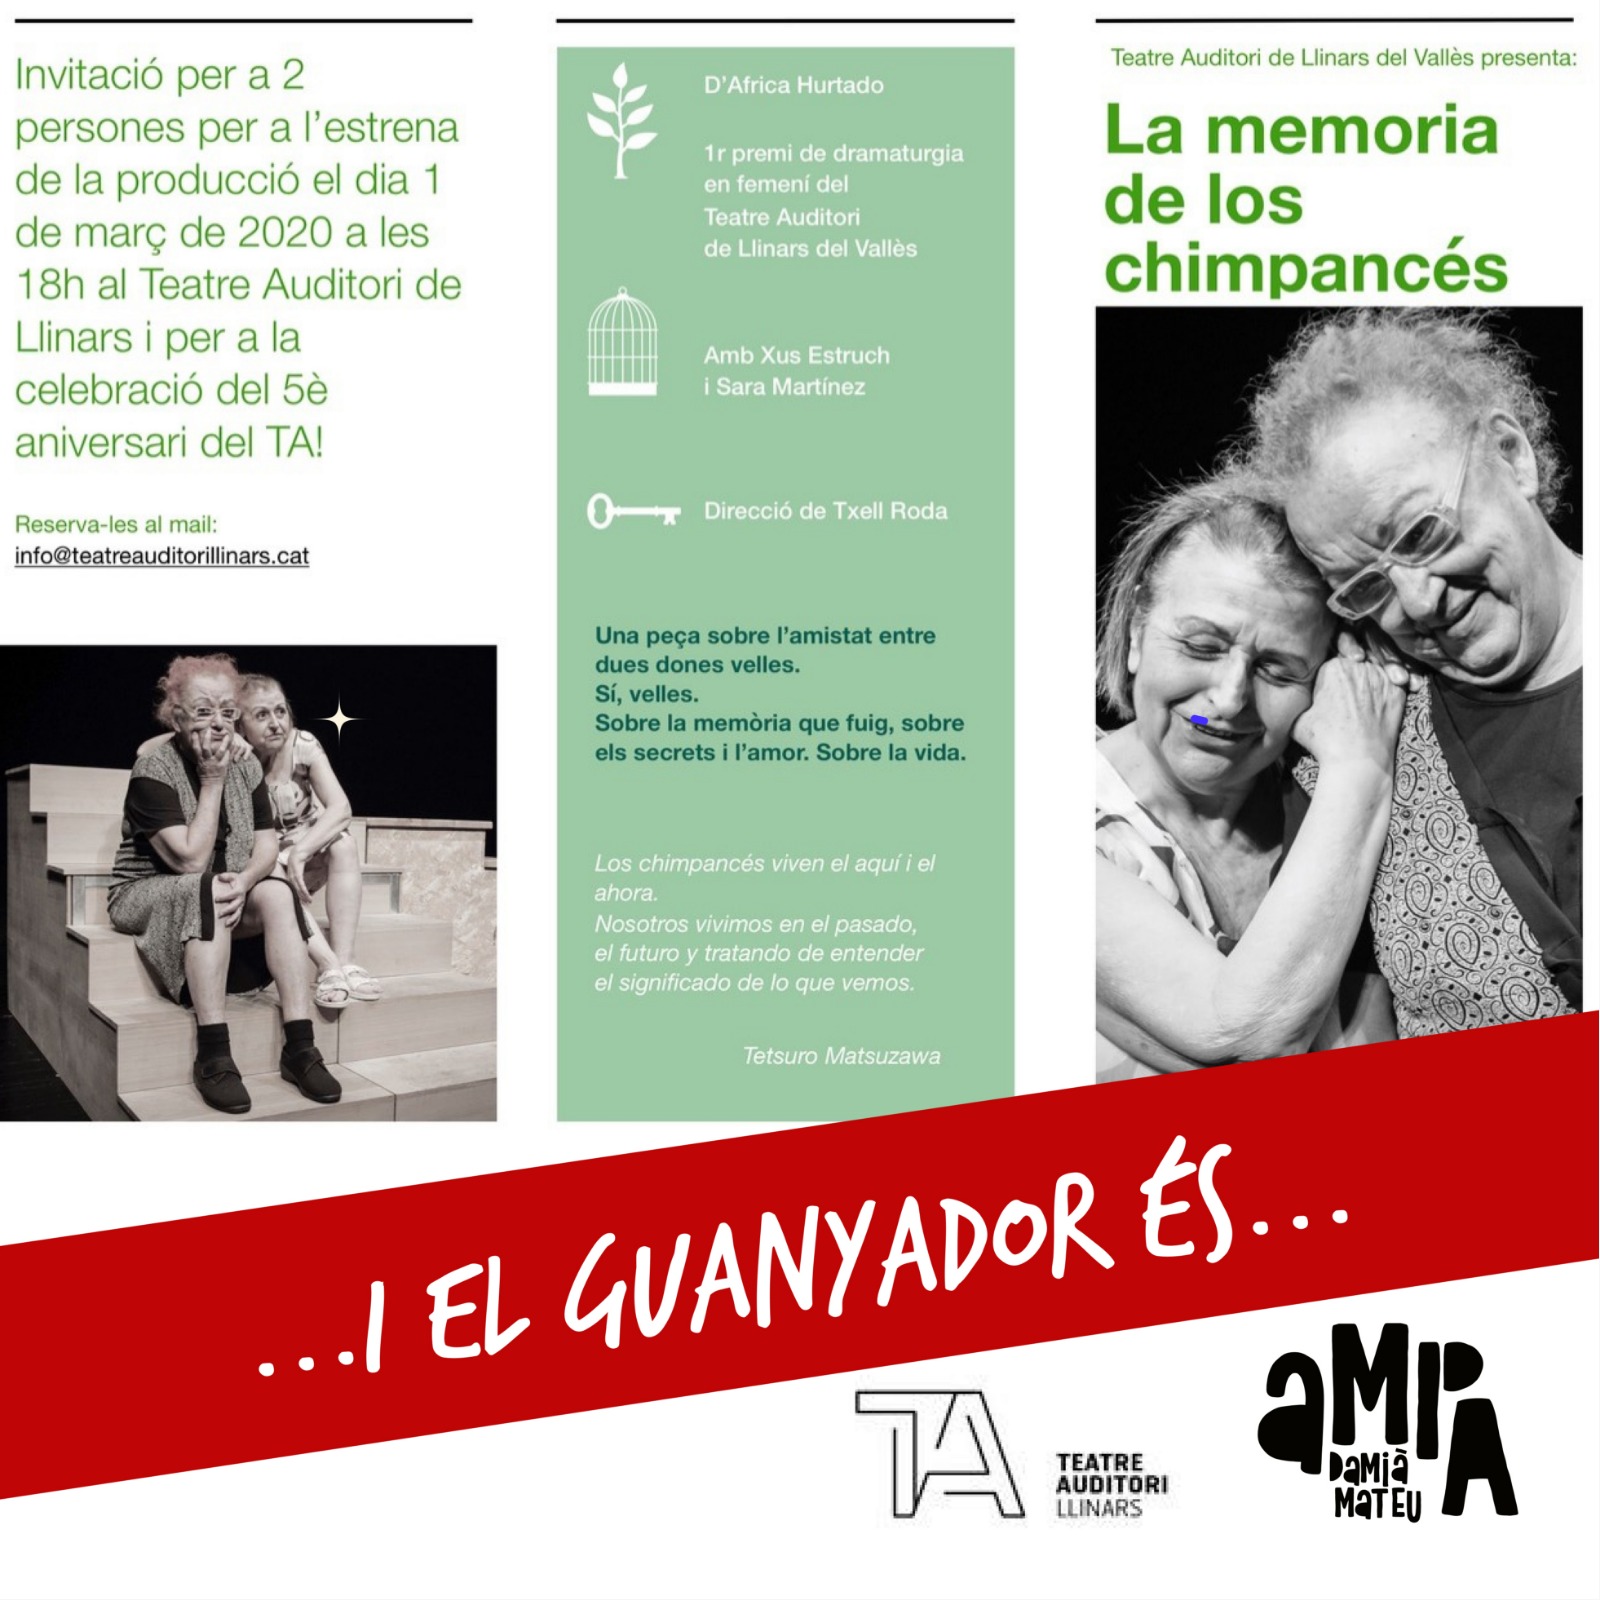 Invitació per a 2
persones per a l’estrena
de la producció el dia 1
de març de 2020 a les
18h al Teatre Auditori de
Llinars i per a la
celebració del 5è
aniversari del TA!
Reserva-les al mail:
info@teatreauditorillinars.cat
D’Africa Hurtado
1r premi de dramaturgia
en femení del
Teatre Auditori
de Llinars del Vallès
Amb Xus Estruch
i Sara Martínez
Direcció de Txell Roda
Una peça sobre l’amistat entre
dues dones velles.
Sí, velles.
Sobre la memòria que fuig, sobre
els secrets i l’amor. Sobre la vida.
Los chimpancés viven el aquí i el
ahora.
Nosotros vivimos en el pasado,
el futuro y tratando de entender
el significado de lo que vemos.
Tetsuro Matsuzawa
Teatre Auditori de Llinars del Vallès presenta:
La memoria
de los
chimpancés
...I EL GUANYADOR ÉS...
TA
TEATRE
AUDITORI
LLINARS
aMPA
Damià
MaTEU